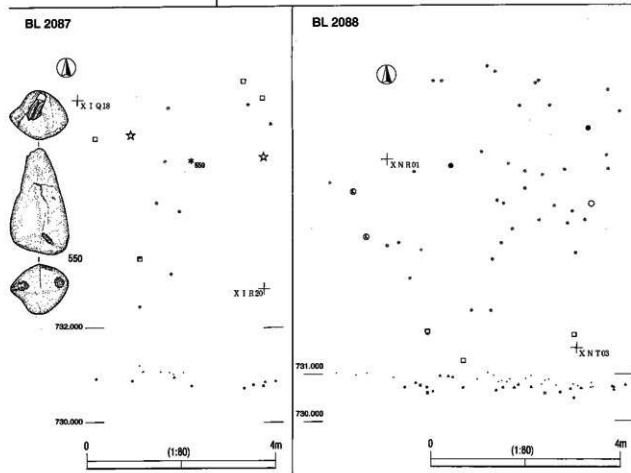 BL 2087
XIQ18
550
550
XIR20
732.000
730.000
0
4m
(1:80)
BL 2088
XNR01
XNT03
731.000
730.000
0
4m
(1:80)